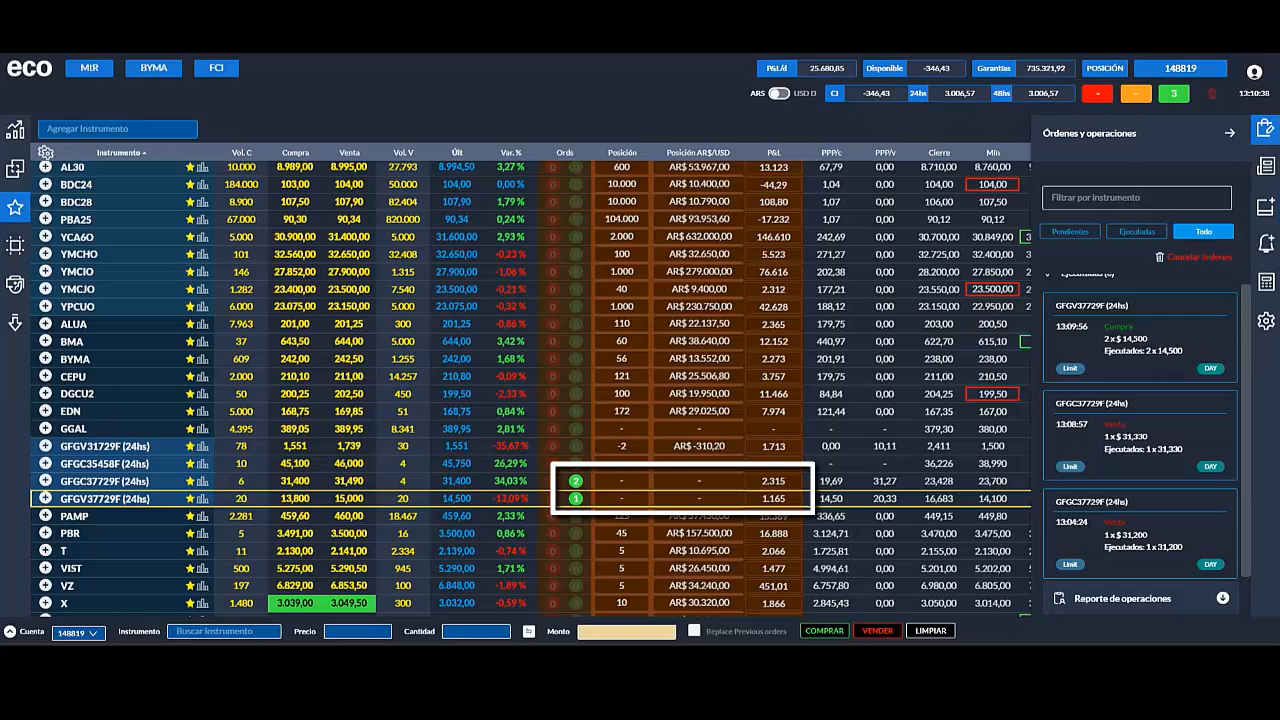 eco MtR BYMA FCI P&L/d 25.680,85 Disponible -346,43 Garantías 735.321,92 POSICIÓN 148819
ARS USD D CI -346,43 24hs 3.006,57 48hs 3.006,57 - - 3 13:10:38
Agregar Instrumento
Instrumento Vol. C Compra Venta Vol. V Últ Var. % Ords Posición Posición AR$/USD P&L PPP/c PPP/v Cierre Mín
AL30 10.000 8.989,00 8.995,00 27.793 8.994,50 3,27 % 0 0 600 AR$ 53.967,00 13.123 67,79 0,00 8.710,00 8.760,00
BDC24 184.000 103,00 104,00 50.000 104,00 0,00 % 0 0 10.000 AR$ 10.400,00 -44,29 1,04 0,00 104,00 104,00
BDC28 8.900 107,50 107,90 82.404 107,90 1,79 % 0 0 10.000 AR$ 10.790,00 108,80 1,07 0,00 106,00 107,50
PBA25 67.000 90,30 90,34 820.000 90,34 0,24 % 0 0 104.000 AR$ 93.953,60 -17.232 1,07 0,00 90,12 90,12
YCA6O 5.000 30.900,00 31.400,00 5.000 31.600,00 2,93 % 0 0 2.000 AR$ 632.000,00 146.610 242,69 0,00 30.700,00 30.849,00 3
YMCHO 101 32.560,00 32.650,00 32.408 32.650,00 -0,23 % 0 0 100 AR$ 32.650,00 5.523 271,27 0,00 32.725,00 32.400,00 3
YMCIO 146 27.852,00 27.900,00 1.315 27.900,00 -1,06 % 0 0 1.000 AR$ 279.000,00 76.616 202,38 0,00 28.200,00 27.850,00 2
YMCJO 1.282 23.400,00 23.500,00 7.540 23.500,00 -0,21 % 0 0 40 AR$ 9.400,00 2.312 177,21 0,00 23.550,00 23.500,00 2
YPCUO 6.000 23.075,00 23.150,00 6.000 23.075,00 -0,32 % 0 0 1.000 AR$ 230.750,00 42.628 188,12 0,00 23.150,00 22.950,00 2
ALUA 7.963 201,00 201,25 300 201,25 -0,86 % 0 0 110 AR$ 22.137,50 2.365 179,75 0,00 203,00 200,50
BMA 37 643,50 644,00 5 644,00 3,42 % 0 0 60 AR$ 38.640,00 12.152 441,47 0,00 622,70 615,10
BYMA 609 242,00 242,50 1.255 242,00 1,68 % 0 0 56 AR$ 13.552,00 2.273 201,91 0,00 238,00 238,00
CEPU 2.000 210,10 211,00 14.257 210,80 -0,09 % 0 0 121 AR$ 25.506,80 3.757 179,75 0,00 211,00 210,50
DGCU2 50 200,25 202,50 450 199,50 -2,33 % 0 0 100 AR$ 19.950,00 11.466 84,84 0,00 204,25 199,50
EDN 5.000 168,75 169,85 51 168,75 0,84 % 0 0 172 AR$ 29.025,00 7.974 121,44 0,00 167,35 167,00
GGAL 4.395 389,05 391,30 8.341 389,95 2,81 % 0 0 - - - - - 379,30 380,00
GFGV31729F (24hs) 78 1,551 1,739 30 1,551 -35,67 % 0 0 -2 AR$ -310,20 1.713 0,00 10,11 2,411 1,500
GFGC35458F (24hs) 10 45,100 46,000 4 45,750 26,29 % - - 36,226 38,990
GFGC37729F (24hs) 6 31,490 31,900 4 31,400 34,03 % 2 - - 2.315 19,69 31,27 23,428 23,700
GFGV37729F (24hs) 20 13,800 15,000 20 14,500 -13,09 % 1 - - 1.165 14,50 20,33 16,683 14,100
PAMP 2.281 459,60 460,00 18.467 459,60 2,33 % 336,65 0,00 449,15 449,80
PBR 5 3.491,00 3.500,00 16 3.500,00 0,86 % 0 0 45 AR$ 157.500,00 16.888 3.124,71 0,00 3.470,00 3.475,00 3
T 11 2.130,00 2.141,00 2.334 2.139,00 -0,74 % 0 0 5 AR$ 10.695,00 2.066 1.725,81 0,00 2.155,00 2.130,00 2
VIST 500 5.275,00 5.290,50 945 5.290,00 1,71 % 0 0 5 AR$ 26.450,00 1.477 4.994,61 0,00 5.201,00 5.202,00 5
VZ 197 6.829,00 6.853,50 100 6.848,00 -1,89 % 0 0 5 AR$ 34.240,00 451,01 6.757,80 0,00 6.980,00 6.805,00 7
X 1.480 3.039,00 3.049,50 300 3.032,00 -0,59 % 0 0 10 AR$ 30.320,00 1.866 2.845,43 0,00 3.050,00 3.014,00 3
Órdenes y operaciones
Filtrar por instrumento
Pendientes Ejecutadas Todo
Cancelar órdenes
GFGV37729F (24hs)
13:09:56 Compra
2 x $ 14,500
Ejecutados: 2 x 14,500
Limit DAY
GFGC37729F (24hs)
13:08:57 Venta
1 x $ 31,330
Ejecutados: 1 x 31,330
Limit DAY
GFGC37729F (24hs)
13:04:24 Venta
1 x $ 31,200
Ejecutados: 1 x 31,200
Limit DAY
Reporte de operaciones
Cuenta 148819 Instrumento Buscar instrumento Precio Cantidad Monto Replace Previous orders COMPRAR VENDER LIMPIAR